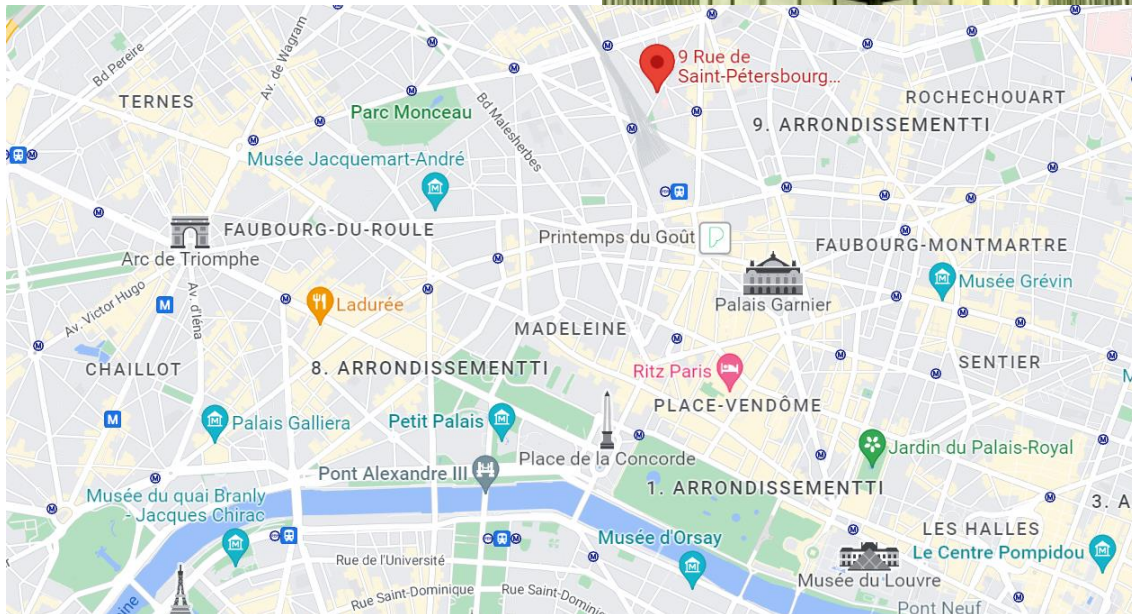 9 Rue de
Saint-Pétersbourg...
Av. de Wagram
Bd Pereire
TERNES
ROCHECHOUART
Parc Monceau
Bd Malesherbes
9. ARRONDISSEMENTTI
Musée Jacquemart-André
FAUBOURG-DU-ROULE
Printemps du Goût
FAUBOURG-MONTMARTRE
Arc de Triomphe
Musée Grévin
Palais Garnier
Av. Victor Hugo
Av. d'Iéna
M
Ladurée
MADELEINE
SENTIER
CHAILLOT
8. ARRONDISSEMENTTI
Ritz Paris
M
PLACE-VENDÔME
M
Palais Galliera
Petit Palais
Jardin du Palais-Royal
Place de la Concorde
Pont Alexandre III
1. ARRONDISSEMENTTI
Musée du quai Branly
- Jacques Chirac
3. A
LES HALLES
Musée d'Orsay
Le Centre Pompidou
Rue de l'Université
Musée du Louvre
Rue Saint-Dominique
Rue Saint-Domin
Pont Neuf
eine